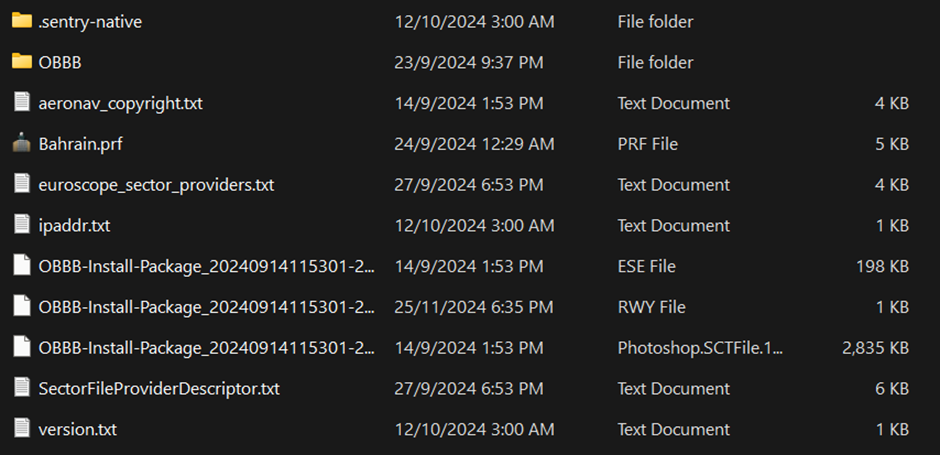 .sentry-native 12/10/2024 3:00 AM File folder
OBBB 23/9/2024 9:37 PM File folder
aeronav_copyright.txt 14/9/2024 1:53 PM Text Document 4 KB
Bahrain.prf 24/9/2024 12:29 AM PRF File 5 KB
euroscope_sector_providers.txt 27/9/2024 6:53 PM Text Document 4 KB
ipaddr.txt 12/10/2024 3:00 AM Text Document 1 KB
OBBB-Install-Package_20240914115301-2... 14/9/2024 1:53 PM ESE File 198 KB
OBBB-Install-Package_20240914115301-2... 25/11/2024 6:35 PM RWY File 1 KB
OBBB-Install-Package_20240914115301-2... 14/9/2024 1:53 PM Photoshop.SCTFile.1... 2,835 KB
SectorFileProviderDescriptor.txt 27/9/2024 6:53 PM Text Document 6 KB
version.txt 12/10/2024 3:00 AM Text Document 1 KB